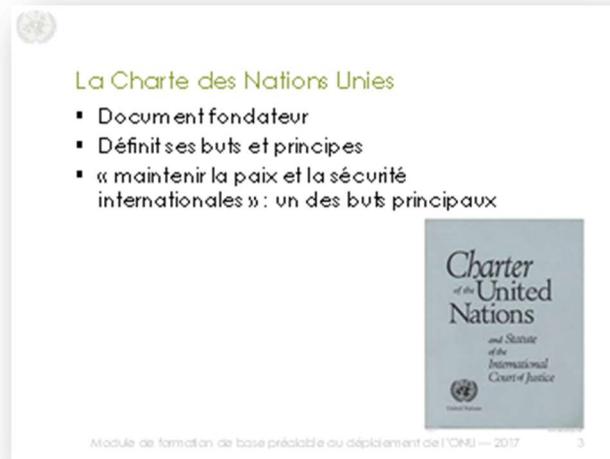 La Charte des Nations Unies
▪ Document fondateur
▪ Définit ses buts et principes
▪ « maintenir la paix et la sécurité
internationales » : un des buts principaux
Charter
of the United
Nations
and Statute
of the
International
Court of Justice
United Nations
Module de formation de base préalable au déploiement de l'ONU — 2017
3